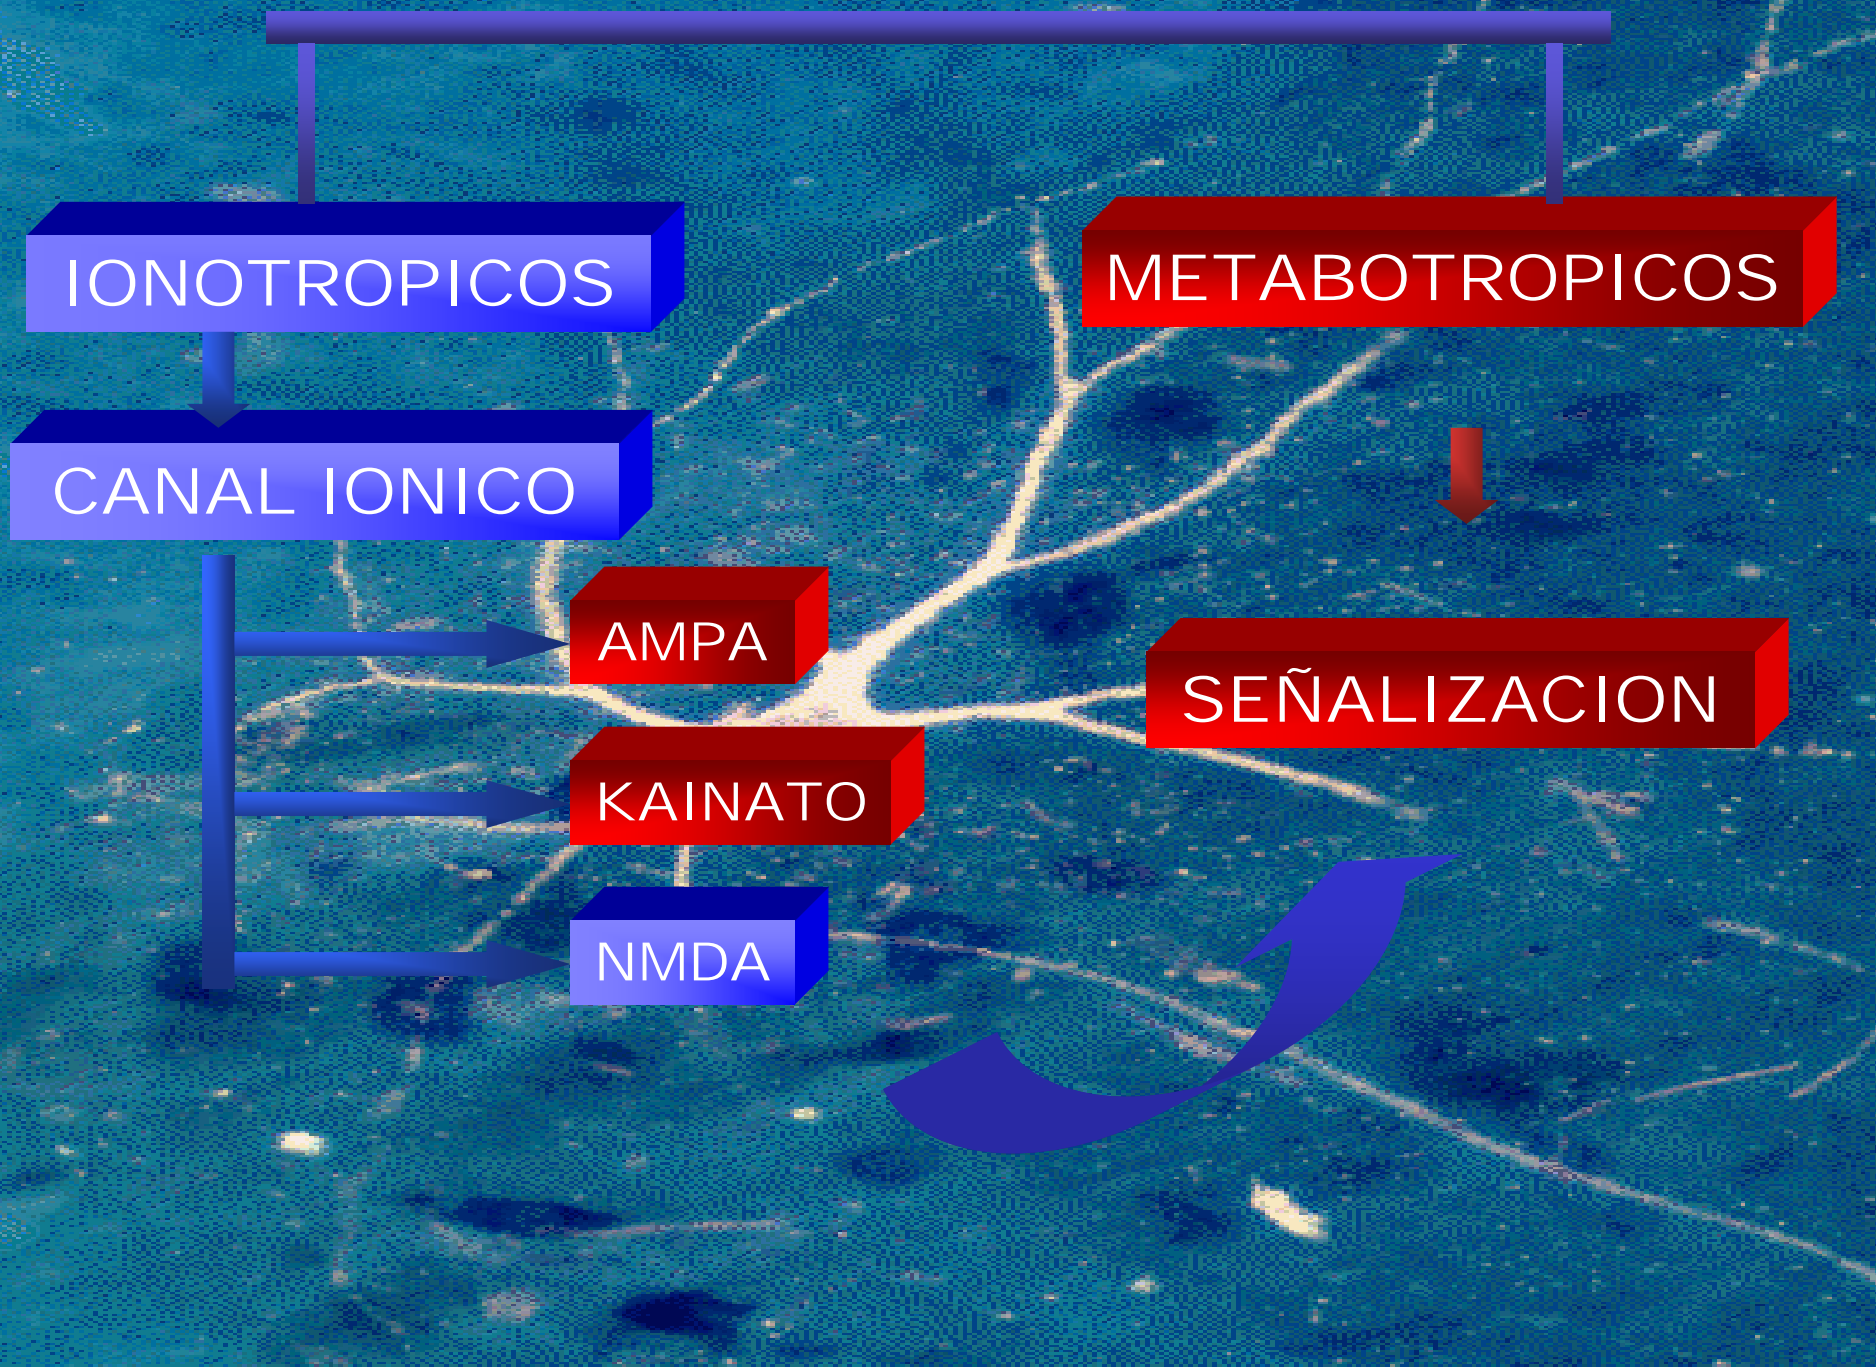 IONOTROPICOS
METABOTROPICOS
CANAL IONICO
AMPA
SEÑALIZACION
KAINATO
NMDA